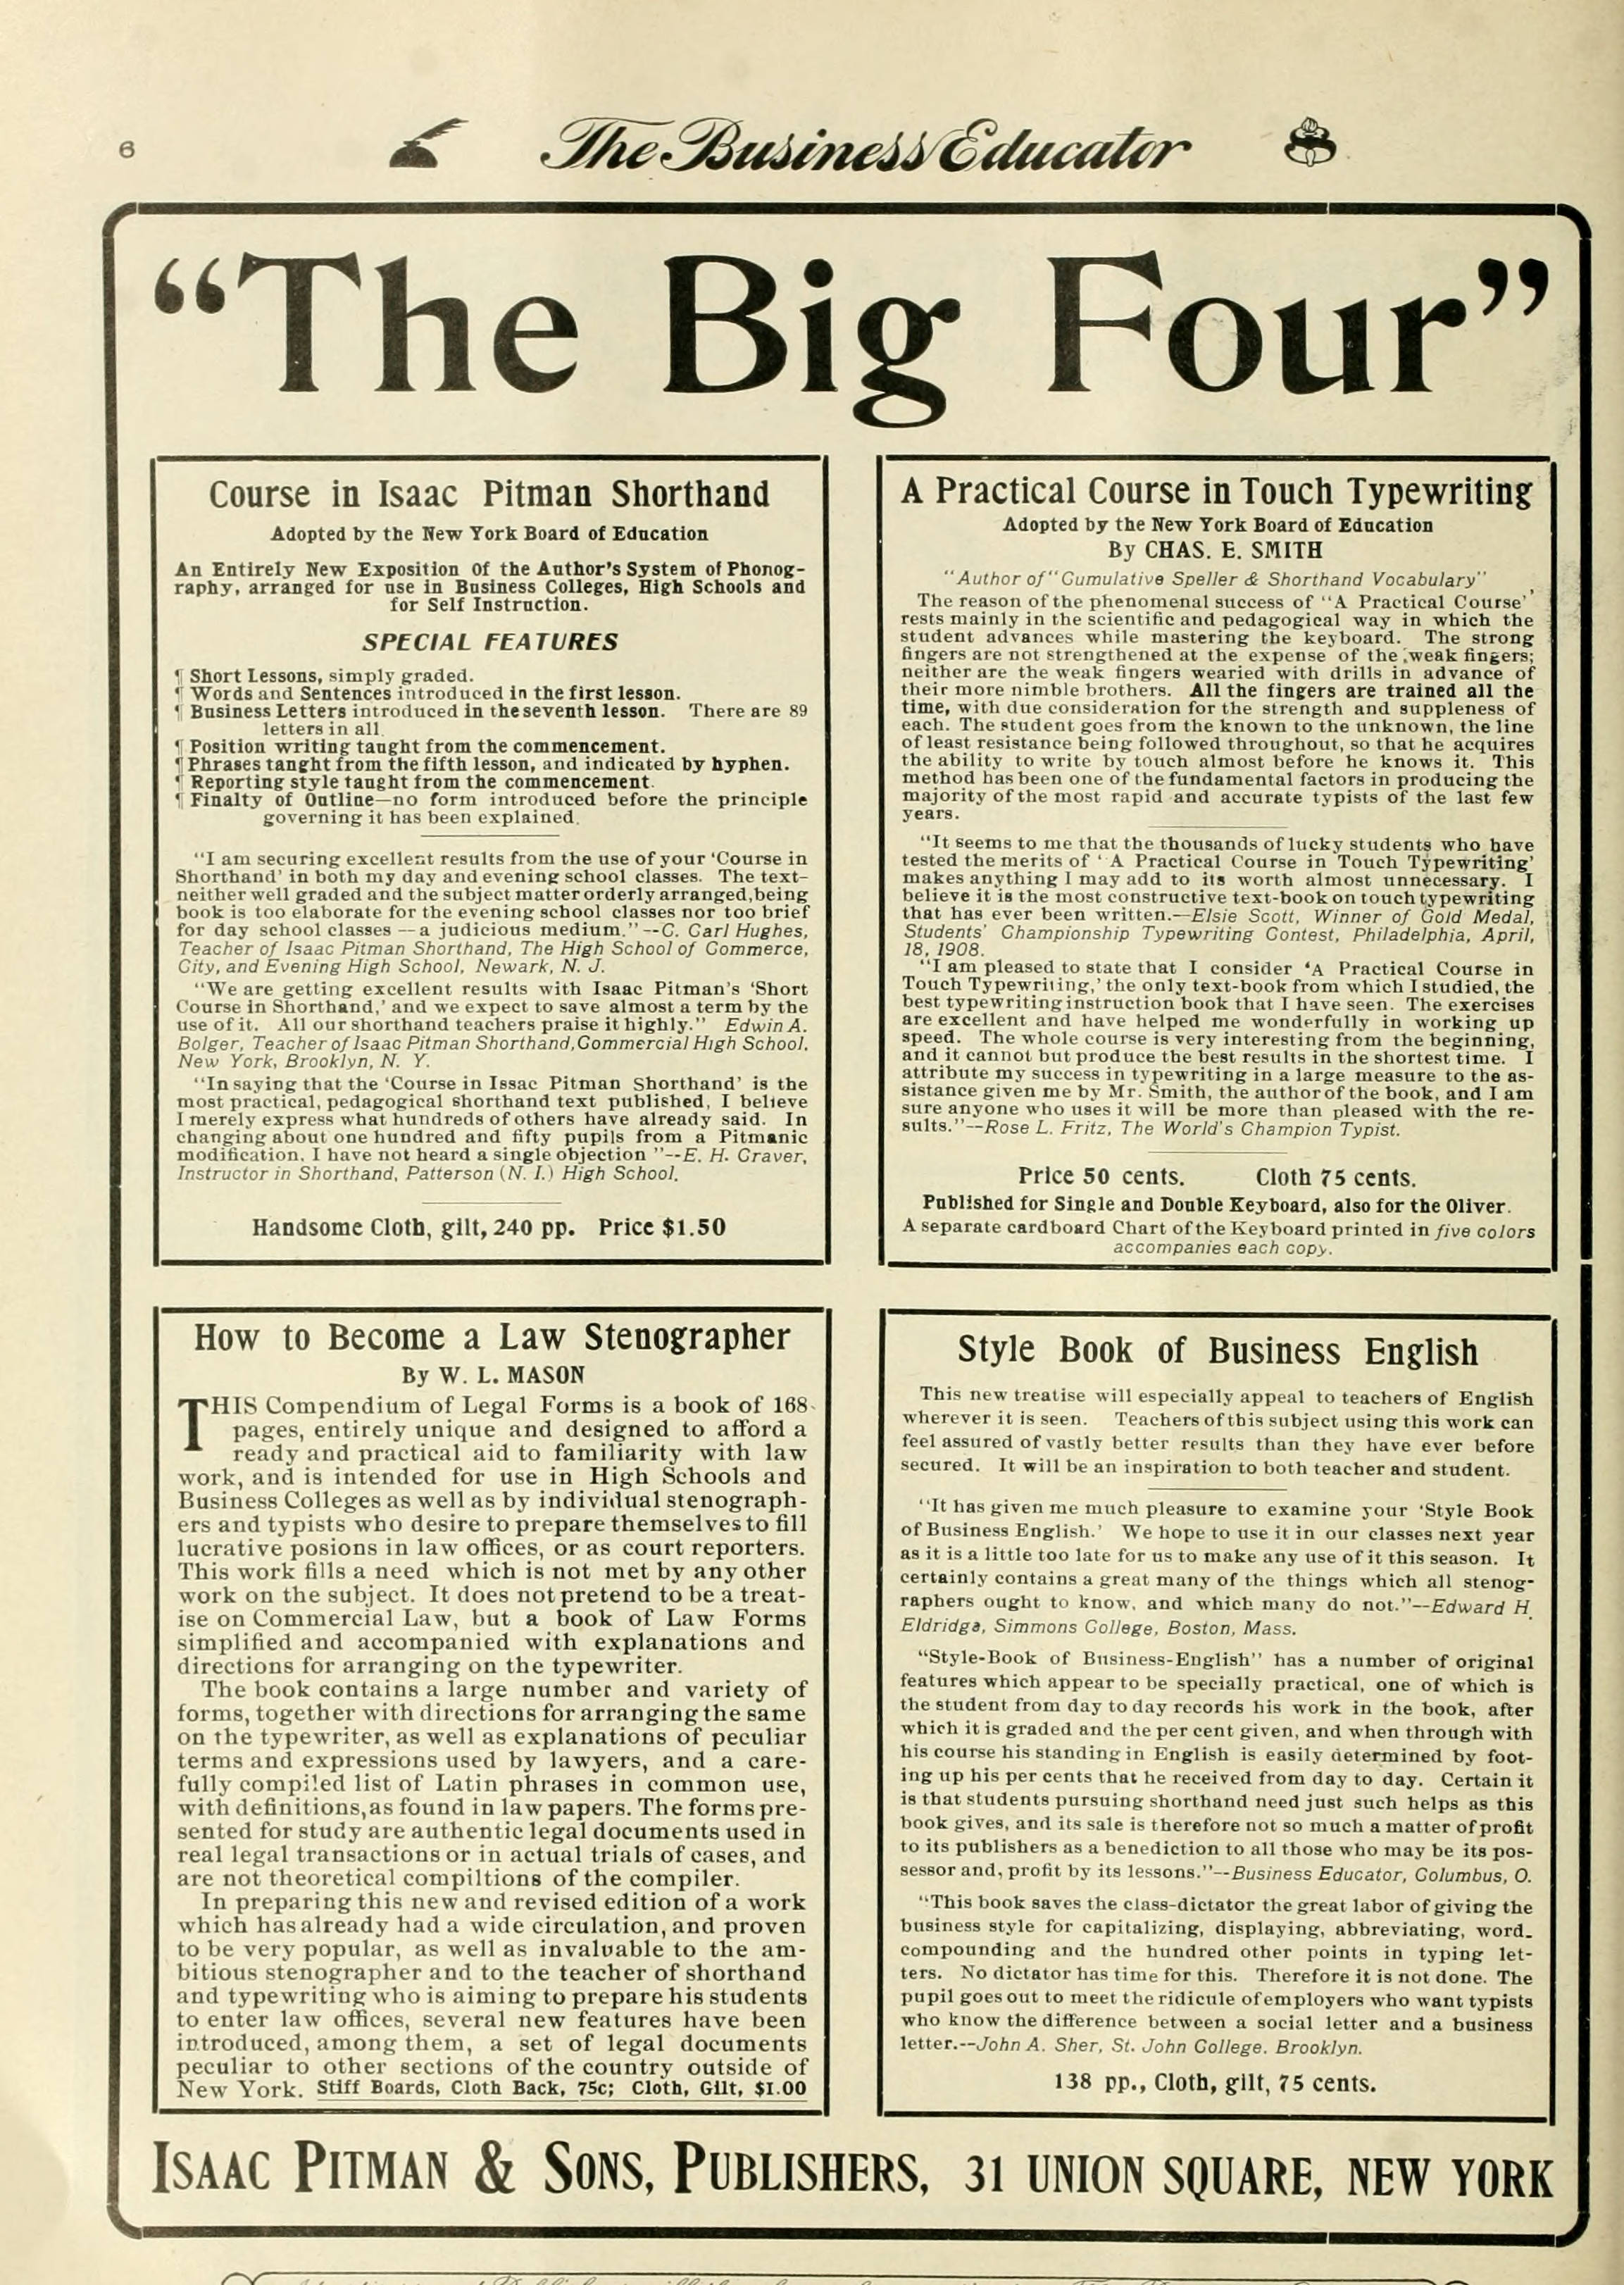 6
The Business Educator
"The Big Four"
Course in Isaac Pitman Shorthand
Adopted by the New York Board of Education
An Entirely New Exposition of the Author's System of Phonog-
raphy, arranged for use in Business Colleges, High Schools and
for Self Instruction.
SPECIAL FEATURES
¶ Short Lessons, simply graded.
¶ Words and Sentences introduced in the first lesson.
¶ Business Letters introduced in the seventh lesson. There are 89
letters in all.
¶ Position writing taught from the commencement.
¶ Phrases tanght from the fifth lesson, and indicated by hyphen.
¶ Reporting style taught from the commencement.
¶ Finalty of Outline—no form introduced before the principle
governing it has been explained.
"I am securing excellent results from the use of your 'Course in
Shorthand' in both my day and evening school classes. The text-
neither well graded and the subject matter orderly arranged, being
book is too elaborate for the evening school classes nor too brief
for day school classes -- a judicious medium." --C. Carl Hughes,
Teacher of Isaac Pitman Shorthand, The High School of Commerce,
City, and Evening High School, Newark, N. J.
"We are getting excellent results with Isaac Pitman's 'Short
Course in Shorthand,' and we expect to save almost a term by the
use of it. All our shorthand teachers praise it highly." Edwin A.
Bolger, Teacher of Isaac Pitman Shorthand, Commercial High School,
New York, Brooklyn, N. Y.
"In saying that the 'Course in Issac Pitman Shorthand' is the
most practical, pedagogical shorthand text published, I believe
I merely express what hundreds of others have already said. In
changing about one hundred and fifty pupils from a Pitmanic
modification, I have not heard a single objection "--E. H. Craver,
Instructor in Shorthand, Patterson (N. I.) High School.
Handsome Cloth, gilt, 240 pp. Price $1.50
A Practical Course in Touch Typewriting
Adopted by the New York Board of Education
By CHAS. E. SMITH
"Author of "Cumulative Speller & Shorthand Vocabulary"
The reason of the phenomenal success of "A Practical Course"
rests mainly in the scientific and pedagogical way in which the
student advances while mastering the keyboard. The strong
fingers are not strengthened at the expense of the weak fingers;
neither are the weak fingers wearied with drills in advance of
their more nimble brothers. All the fingers are trained all the
time, with due consideration for the strength and suppleness of
each. The student goes from the known to the unknown, the line
of least resistance being followed throughout, so that he acquires
the ability to write by touch almost before he knows it. This
method has been one of the fundamental factors in producing the
majority of the most rapid and accurate typists of the last few
years.
"It seems to me that the thousands of lucky students who have
tested the merits of ' A Practical Course in Touch Typewriting'
makes anything I may add to its worth almost unnecessary. I
believe it is the most constructive text-book on touch typewriting
that has ever been written.--Elsie Scott, Winner of Gold Medal,
Students' Championship Typewriting Contest, Philadelphia, April,
18, 1908.
"I am pleased to state that I consider 'A Practical Course in
Touch Typewriting,' the only text-book from which I studied, the
best typewriting instruction book that I have seen. The exercises
are excellent and have helped me wonderfully in working up
speed. The whole course is very interesting from the beginning,
and it cannot but produce the best results in the shortest time. I
attribute my success in typewriting in a large measure to the as-
sistance given me by Mr. Smith, the author of the book, and I am
sure anyone who uses it will be more than pleased with the re-
sults."--Rose L. Fritz, The World's Champion Typist.
Price 50 cents. Cloth 75 cents.
Published for Single and Double Keyboard, also for the Oliver.
A separate cardboard Chart of the Keyboard printed in five colors
accompanies each copy.
How to Become a Law Stenographer
By W. L. MASON
THIS Compendium of Legal Forms is a book of 168
pages, entirely unique and designed to afford a
ready and practical aid to familiarity with law
work, and is intended for use in High Schools and
Business Colleges as well as by individual stenograph-
ers and typists who desire to prepare themselves to fill
lucrative posions in law offices, or as court reporters.
This work fills a need which is not met by any other
work on the subject. It does not pretend to be a treat-
ise on Commercial Law, but a book of Law Forms
simplified and accompanied with explanations and
directions for arranging on the typewriter.
The book contains a large number and variety of
forms, together with directions for arranging the same
on the typewriter, as well as explanations of peculiar
terms and expressions used by lawyers, and a care-
fully compiled list of Latin phrases in common use,
with definitions, as found in law papers. The forms pre-
sented for study are authentic legal documents used in
real legal transactions or in actual trials of cases, and
are not theoretical compiltions of the compiler.
In preparing this new and revised edition of a work
which has already had a wide circulation, and proven
to be very popular, as well as invaluable to the am-
bitious stenographer and to the teacher of shorthand
and typewriting who is aiming to prepare his students
to enter law offices, several new features have been
introduced, among them, a set of legal documents
peculiar to other sections of the country outside of
New York. Stiff Boards, Cloth Back, 75c; Cloth, Gilt, $1.00
Style Book of Business English
This new treatise will especially appeal to teachers of English
wherever it is seen. Teachers of this subject using this work can
feel assured of vastly better results than they have ever before
secured. It will be an inspiration to both teacher and student.
"It has given me much pleasure to examine your 'Style Book
of Business English.' We hope to use it in our classes next year
as it is a little too late for us to make any use of it this season. It
certainly contains a great many of the things which all stenog-
raphers ought to know, and which many do not."--Edward H.
Eldridge, Simmons College, Boston, Mass.
"Style-Book of Business-English" has a number of original
features which appear to be specially practical, one of which is
the student from day to day records his work in the book, after
which it is graded and the per cent given, and when through with
his course his standing in English is easily determined by foot-
ing up his per cents that he received from day to day. Certain it
is that students pursuing shorthand need just such helps as this
book gives, and its sale is therefore not so much a matter of profit
to its publishers as a benediction to all those who may be its pos-
sessor and, profit by its lessons."--Business Educator, Columbus, O.
"This book saves the class-dictator the great labor of giving the
business style for capitalizing, displaying, abbreviating, word-
compounding and the hundred other points in typing let-
ters. No dictator has time for this. Therefore it is not done. The
pupil goes out to meet the ridicule of employers who want typists
who know the difference between a social letter and a business
letter.--John A. Sher, St. John College. Brooklyn.
138 pp., Cloth, gilt, 75 cents.
ISAAC PITMAN & SONS, PUBLISHERS, 31 UNION SQUARE, NEW YORK